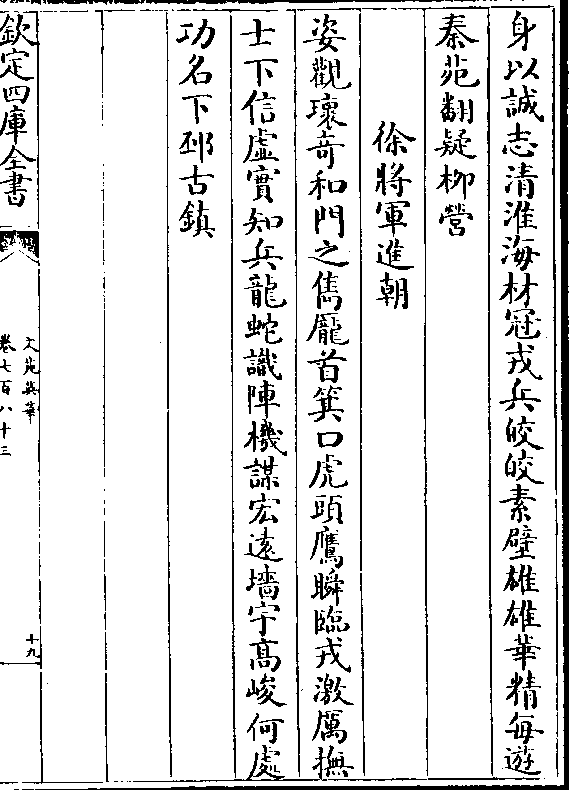 身以誠志清淮海材冠戎兵皎皎素壁雄雄華精每遊
秦苑翻疑柳營
徐將軍進朝
姿觀瓌奇和門之雋龎首箕口虎頭鷹瞬臨戎激厲撫
士下信虛實知兵龍蛇識陣機謀宏遠墻宇髙峻何處
功名下邳古鎮
欽定四庫全書
文苑英華
卷七百八十三
十九